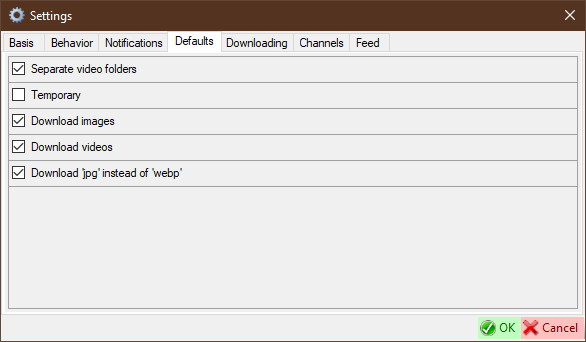 Settings
Basis Behavior Notifications Defaults Downloading Channels Feed
Separate video folders
Temporary
Download images
Download videos
Download 'jpg' instead of 'webp'
OK Cancel